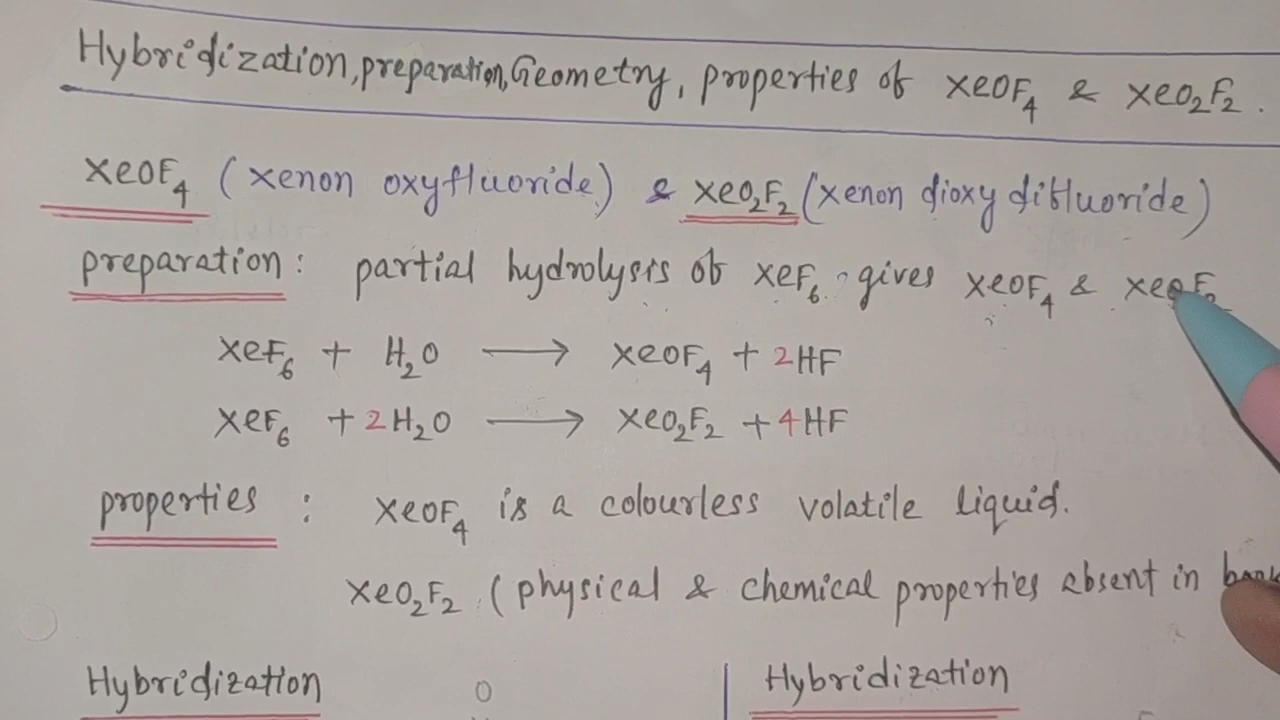 Hybridization, preparation, Geometry, properties of XeOF₄ & XeO₂F₂.
XeOF₄ (xenon oxyfluoride) & XeO₂F₂ (xenon dioxy difluoride)
preparation: partial hydrolysis of XeF₆ gives XeOF₄ &
XeF₆ + H₂O ⟶ XeOF₄ + 2HF
XeF₆ + 2H₂O ⟶ XeO₂F₂ + 4HF
properties : XeOF₄ is a colourless volatile liquid.
XeO₂F₂ (physical & chemical properties absent in
Hybridization
O
Hybridization